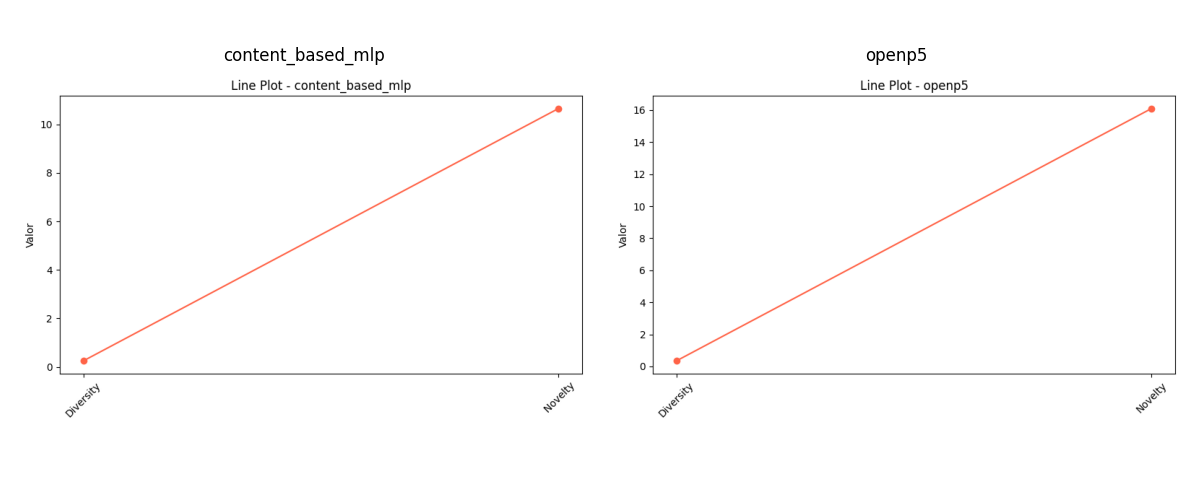 content_based_mlp
Line Plot - content_based_mlp
Valor
10
8
6
4
2
0
Diversity
Novelty
openp5
Line Plot - openp5
Valor
16
14
12
10
8
6
4
2
0
Diversity
Novelty